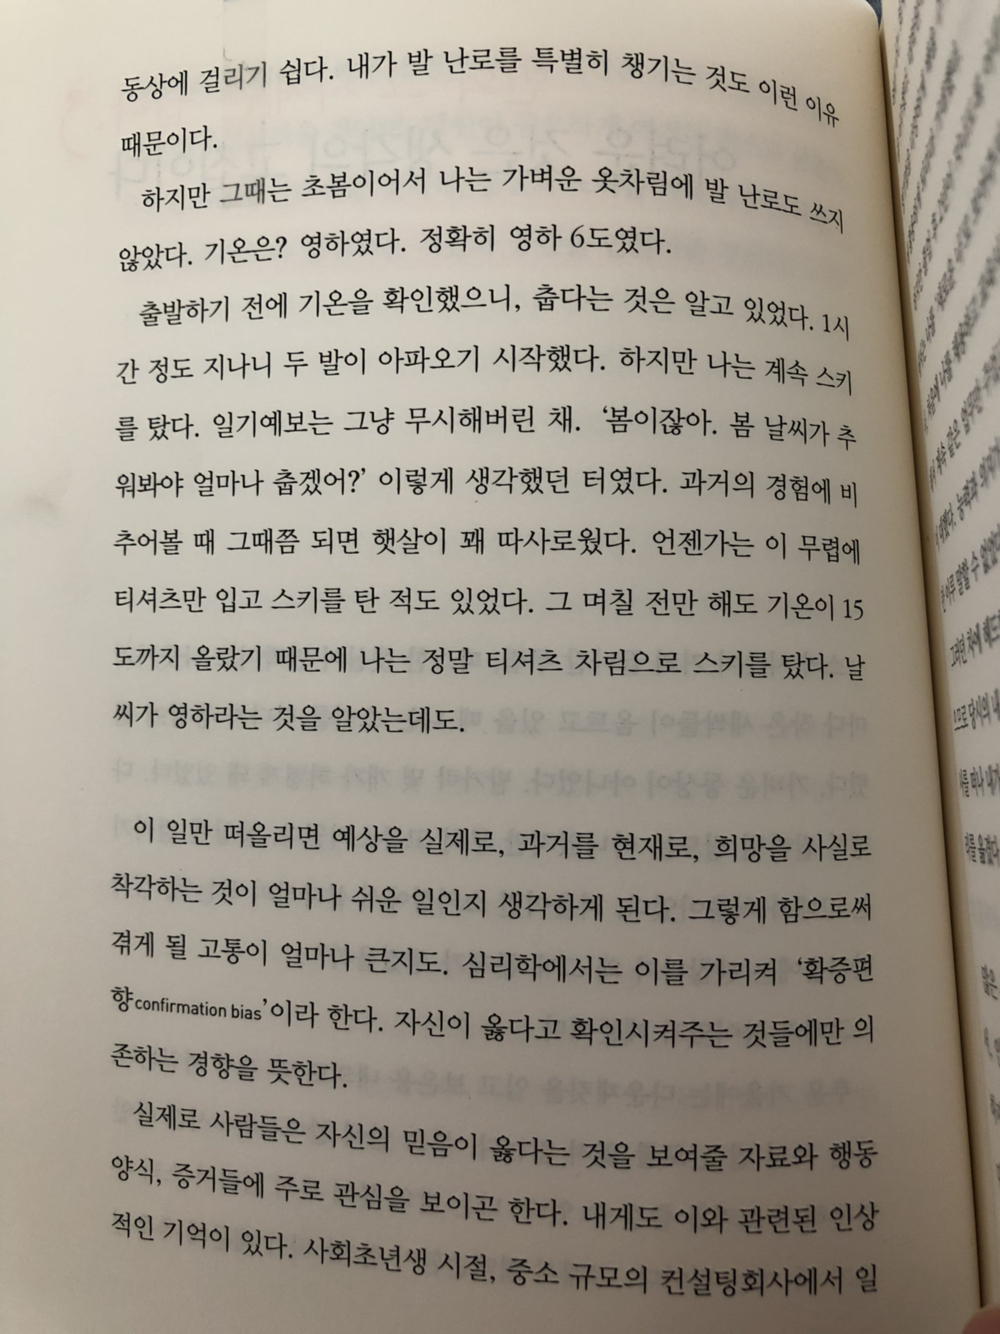 동상에 걸리기 쉽다. 내가 발 난로를 특별히 챙기는 것도 이런 이유
때문이다.
하지만 그때는 초봄이어서 나는 가벼운 옷차림에 발 난로도 쓰지
않았다. 기온은? 영하였다. 정확히 영하 6도였다.
출발하기 전에 기온을 확인했으니, 춥다는 것은 알고 있었다. 1시
간 정도 지나니 두 발이 아파오기 시작했다. 하지만 나는 계속 스키
를 탔다. 일기예보는 그냥 무시해버린 채. ‘봄이잖아. 봄 날씨가 추
워봐야 얼마나 춥겠어?’ 이렇게 생각했던 터였다. 과거의 경험에 비
추어볼 때 그때쯤 되면 햇살이 꽤 따사로웠다. 언젠가는 이 무렵에
티셔츠만 입고 스키를 탄 적도 있었다. 그 며칠 전만 해도 기온이 15
도까지 올랐기 때문에 나는 정말 티셔츠 차림으로 스키를 탔다. 날
씨가 영하라는 것을 알았는데도.
이 일만 떠올리면 예상을 실제로, 과거를 현재로, 희망을 사실로
착각하는 것이 얼마나 쉬운 일인지 생각하게 된다. 그렇게 함으로써
겪게 될 고통이 얼마나 큰지도. 심리학에서는 이를 가리켜 ‘확증편
향confirmation bias’이라 한다. 자신이 옳다고 확인시켜주는 것들에만 의
존하는 경향을 뜻한다.
실제로 사람들은 자신의 믿음이 옳다는 것을 보여줄 자료와 행동
양식, 증거들에 주로 관심을 보이곤 한다. 내게도 이와 관련된 인상
적인 기억이 있다. 사회초년생 시절, 중소 규모의 컨설팅회사에서 일